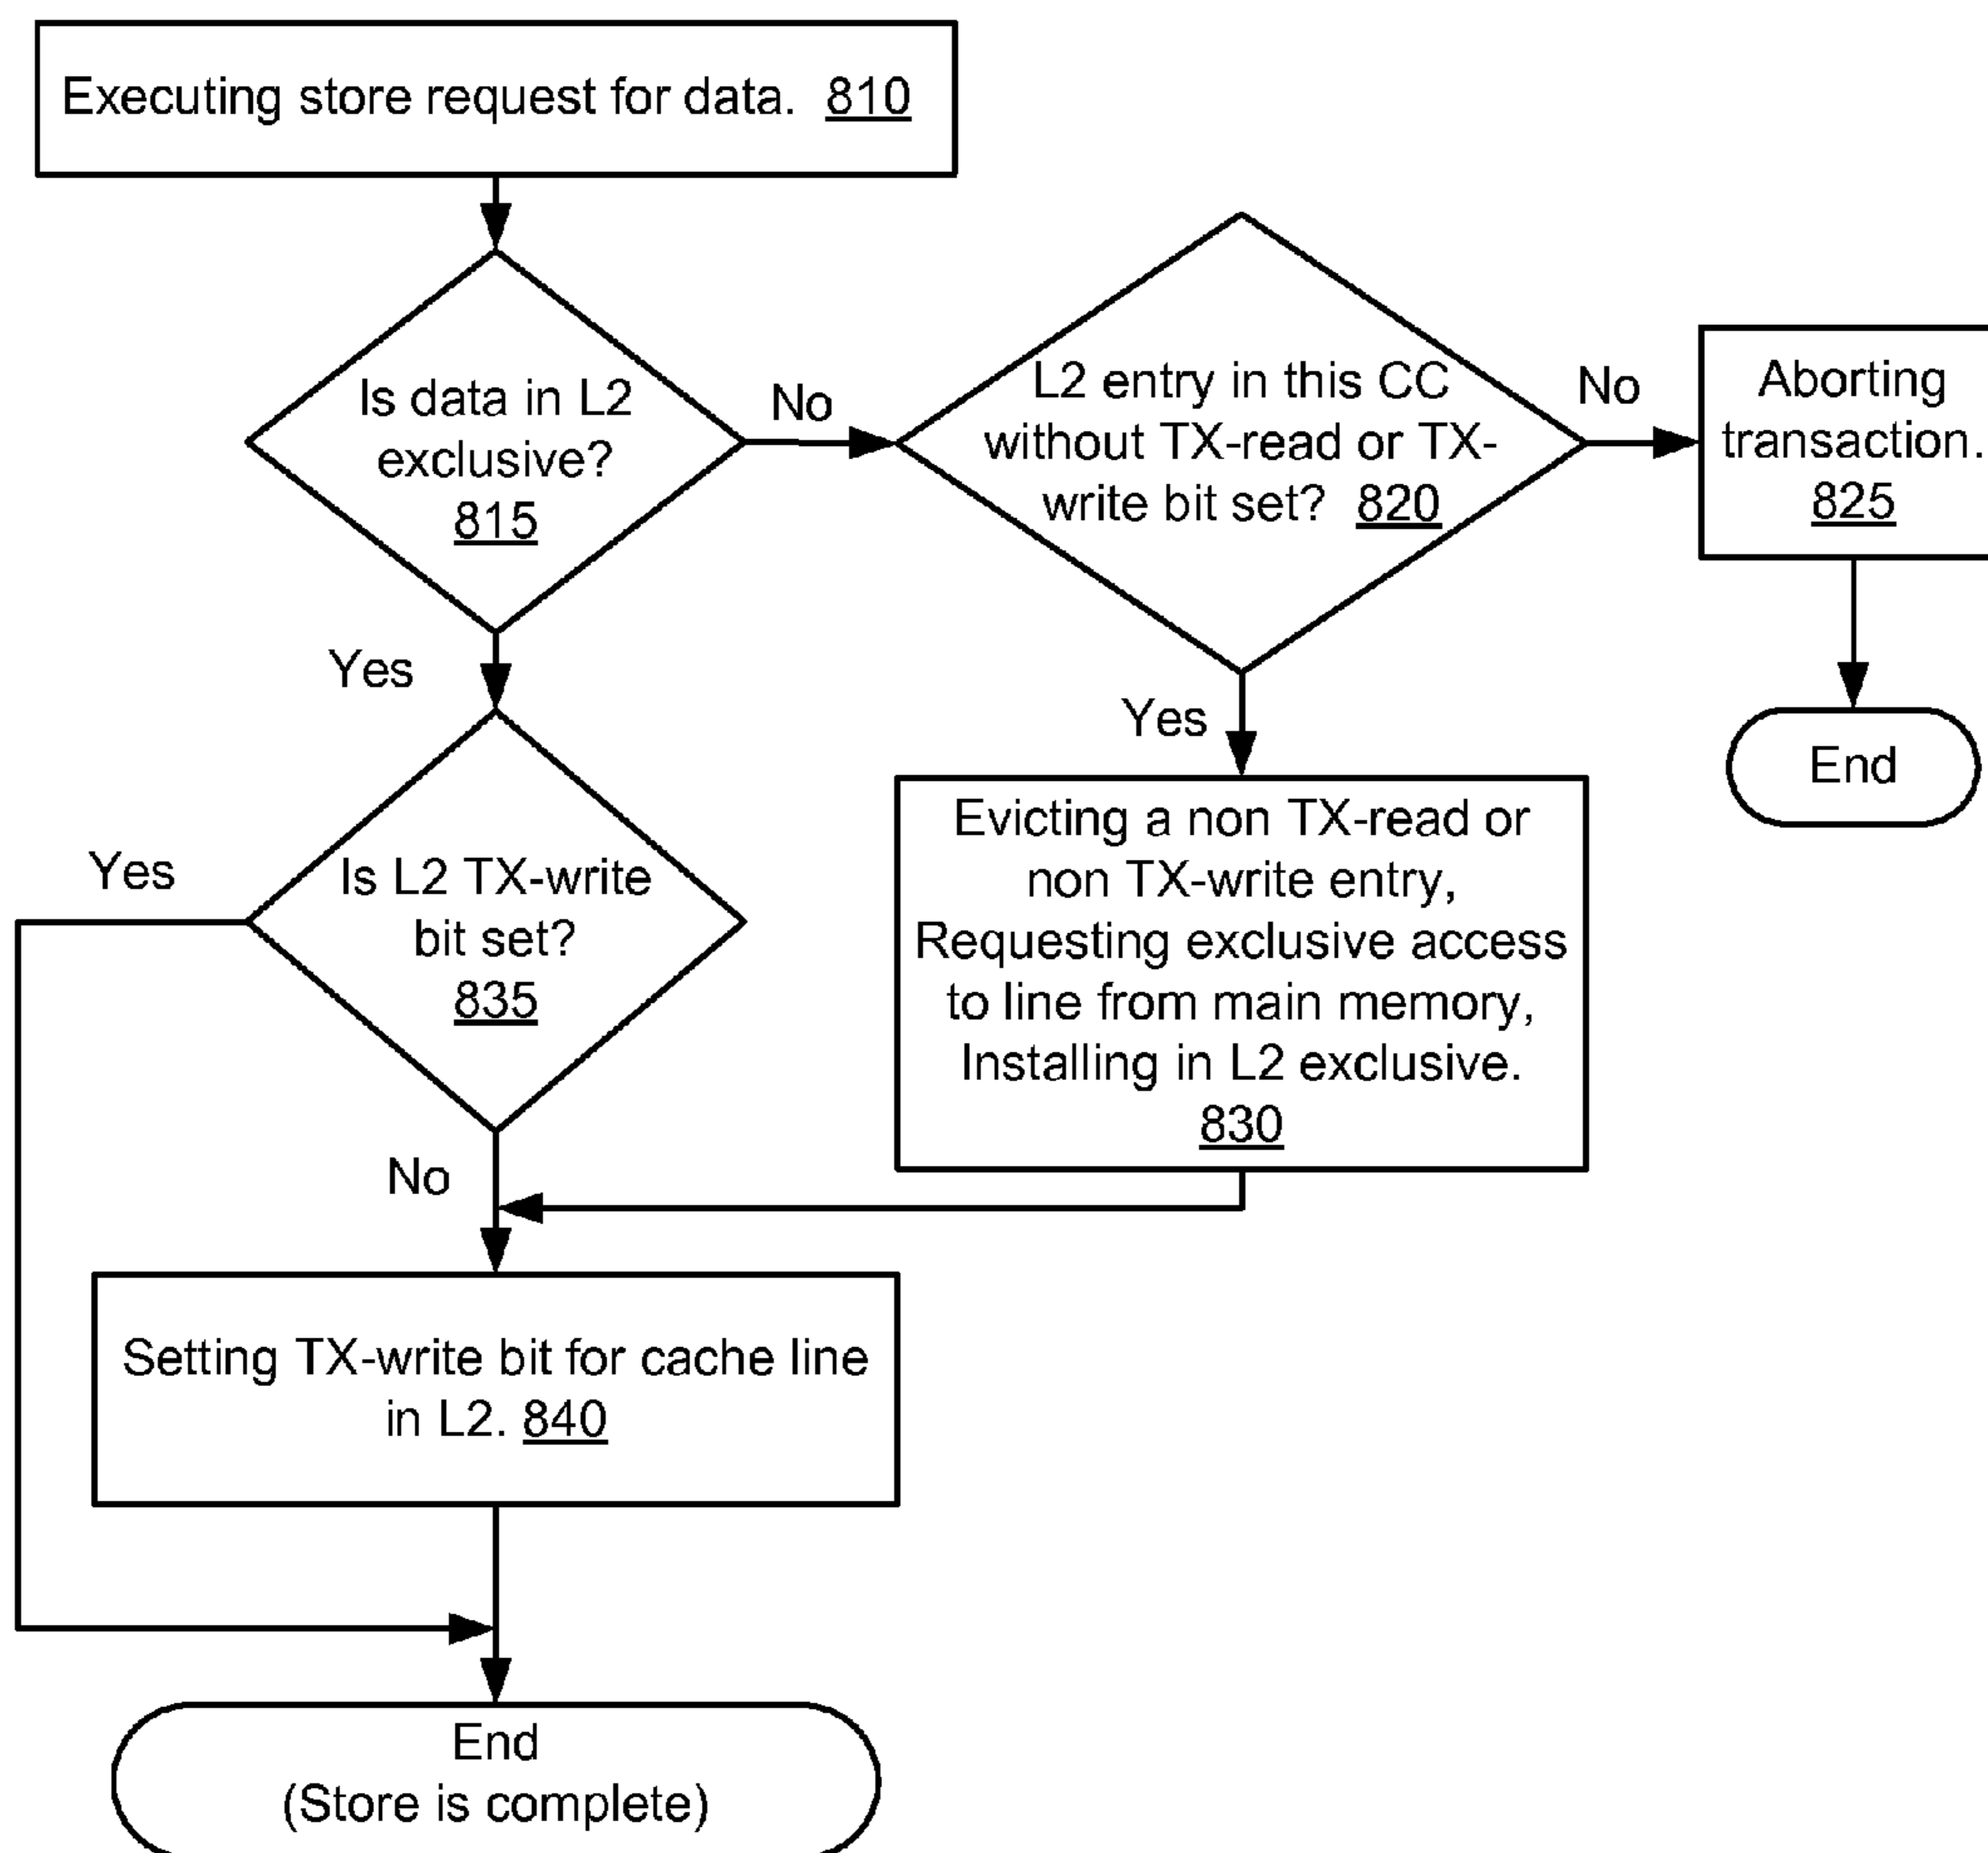 Executing store request for data. 810
Is data in L2
exclusive?
815
No
L2 entry in this CC
without TX-read or TX-
write bit set? 820
No
Aborting
transaction.
825
End
Yes
Yes
Evicting a non TX-read or
non TX-write entry,
Requesting exclusive access
to line from main memory,
Installing in L2 exclusive.
830
Yes
Is L2 TX-write
bit set?
835
No
Setting TX-write bit for cache line
in L2. 840
End
(Store is complete)